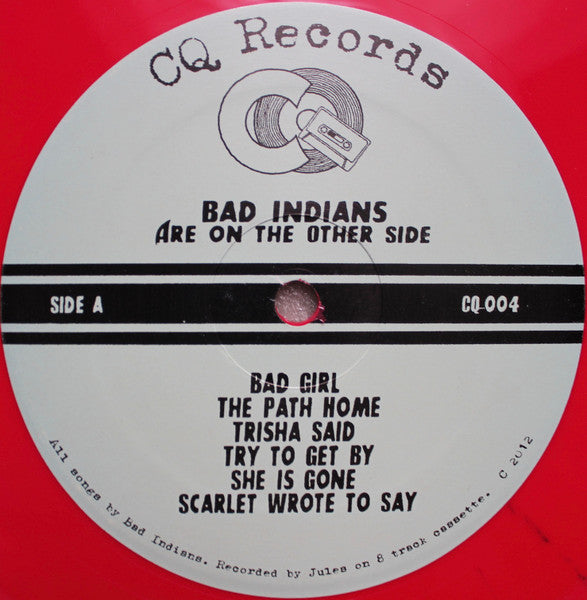 CQ Records
BAD INDIANS
ARE ON THE OTHER SIDE
SIDE A
CQ-004
BAD GIRL
THE PATH HOME
TRISHA SAID
TRY TO GET BY
SHE IS GONE
SCARLET WROTE TO SAY
All songs by bad Indians. Recorded by Jules on 8 track cassette. C 2012